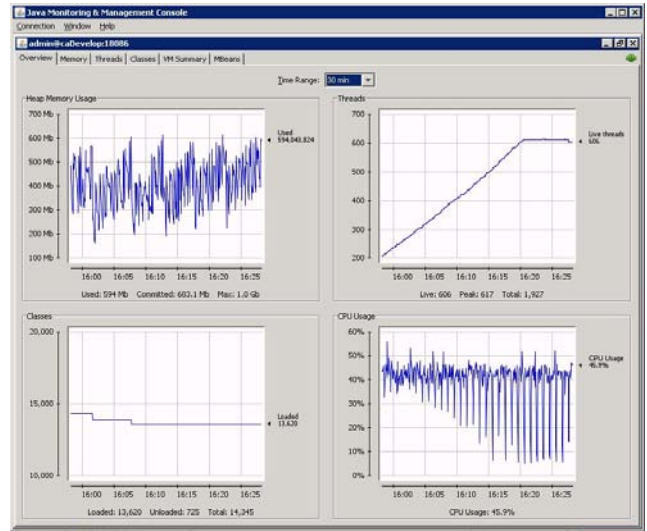 Java Monitoring & Management Console
Connection Window Help
admin@caDevelop:18086
Overview Memory Threads Classes VM Summary MBeans
Time Range: 30 min
Heap Memory Usage
700 Mb
600 Mb
500 Mb
400 Mb
300 Mb
200 Mb
100 Mb
Used
594,043,824
16:00 16:05 16:10 16:15 16:20 16:25
Used: 594 Mb Committed: 683.1 Mb Max: 1.0 Gb
Threads
700
600
500
400
300
200
Live threads
606
16:00 16:05 16:10 16:15 16:20 16:25
Live: 606 Peak: 617 Total: 1,927
Classes
20,000
15,000
10,000
Loaded
13,620
16:00 16:05 16:10 16:15 16:20 16:25
Loaded: 13,620 Unloaded: 725 Total: 14,345
CPU Usage
60%
50%
40%
30%
20%
10%
0%
CPU Usage
45.9%
16:00 16:05 16:10 16:15 16:20 16:25
CPU Usage: 45.9%